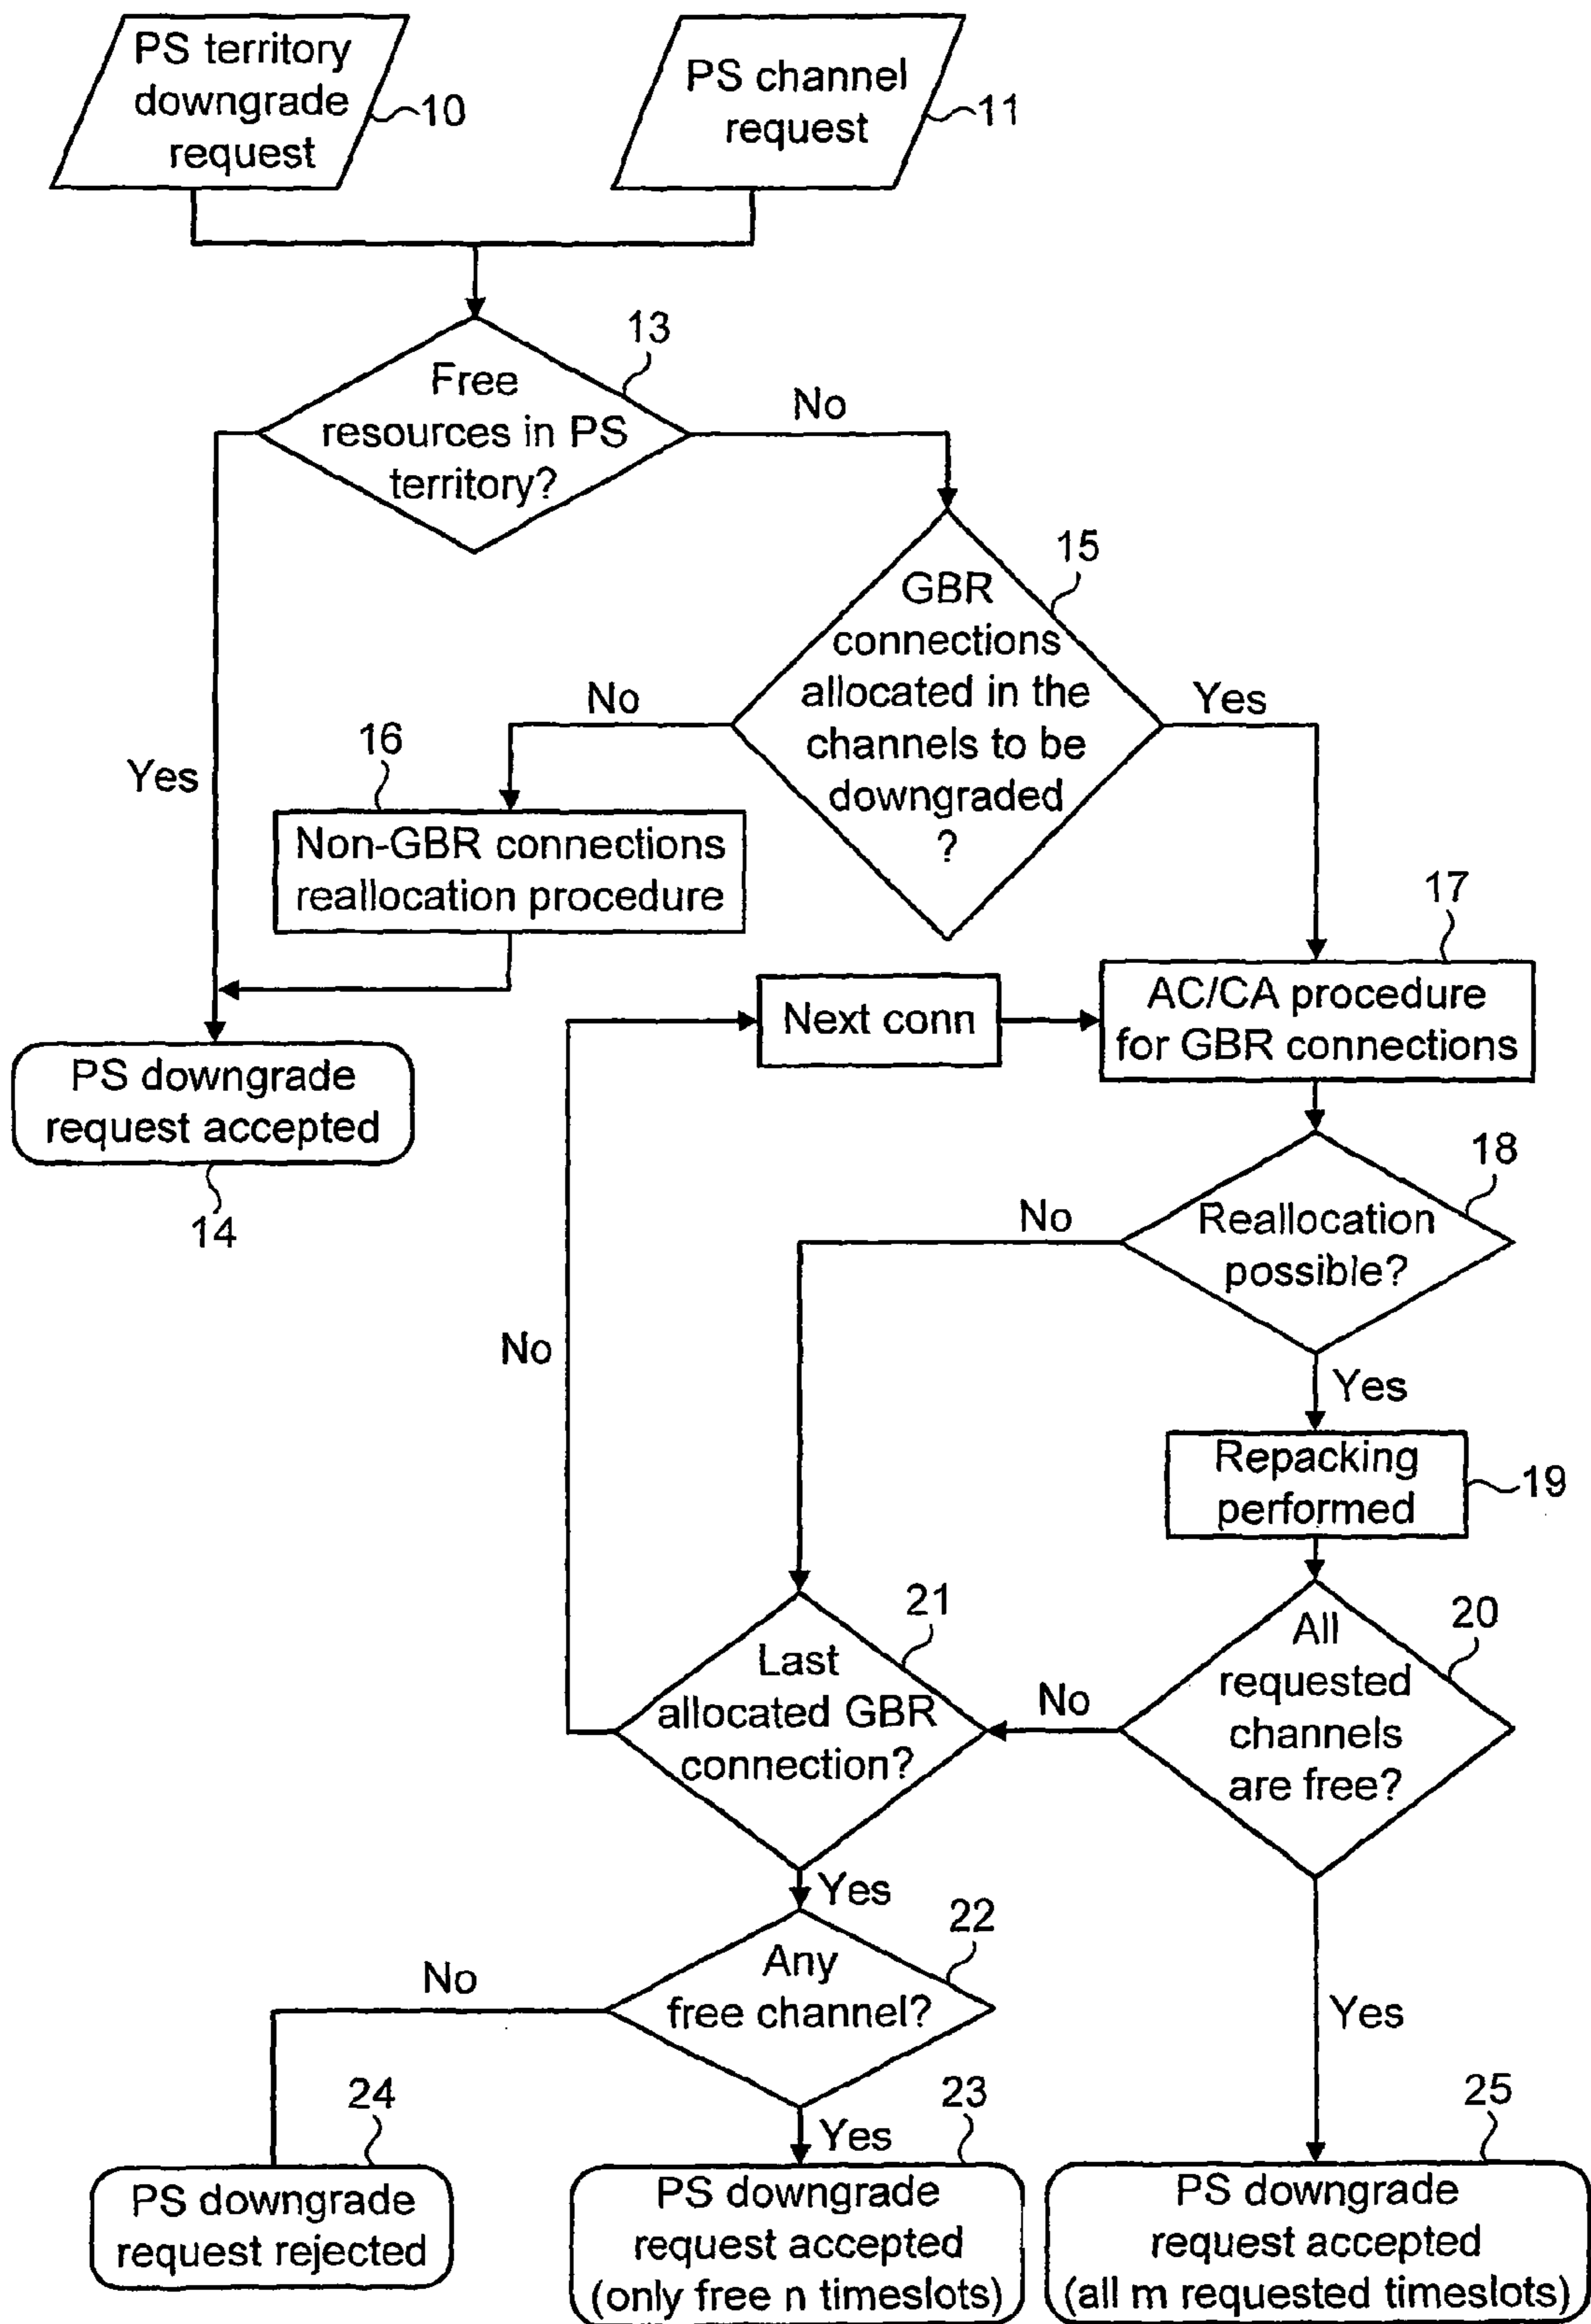 PS territory
downgrade
request
10
PS channel
request
11
13
Free
resources in PS
territory?
No
Yes
15
GBR
connections
allocated in the
channels to be
downgraded
?
No
Yes
16
Non-GBR connections
reallocation procedure
17
AC/CA procedure
for GBR connections
Next conn
PS downgrade
request accepted
14
18
Reallocation
possible?
No
Yes
No
Repacking
performed
19
20
All
requested
channels
are free?
No
Yes
21
Last
allocated GBR
connection?
Yes
22
Any
free channel?
No
Yes
24
PS downgrade
request rejected
23
PS downgrade
request accepted
(only free n timeslots)
25
PS downgrade
request accepted
(all m requested timeslots)